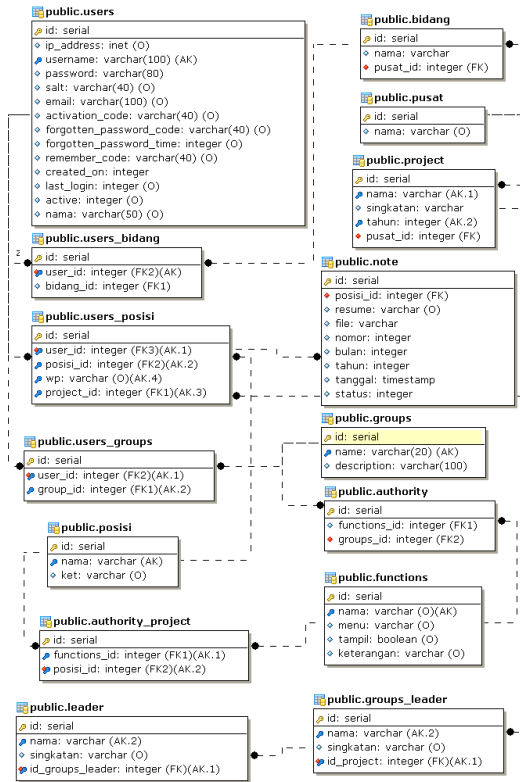 public.users
id: serial
ip_address: inet (O)
username: varchar(100) (AK)
password: varchar(80)
salt: varchar(40) (O)
email: varchar(100) (O)
activation_code: varchar(40) (O)
forgotten_password_code: varchar(40) (O)
forgotten_password_time: integer (O)
remember_code: varchar(40) (O)
created_on: integer
last_login: integer (O)
active: integer (O)
nama: varchar(50) (O)
public.bidang
id: serial
nama: varchar
pusat_id: integer (FK)
public.pusat
id: serial
nama: varchar (O)
public.project
id: serial
nama: varchar (AK.1)
singkatan: varchar
tahun: integer (AK.2)
pusat_id: integer (FK)
public.users_bidang
id: serial
user_id: integer (FK2)(AK)
bidang_id: integer (FK1)
z
public.note
id: serial
posisi_id: integer (FK)
resume: varchar (O)
file: varchar
nomor: integer
bulan: integer
tahun: integer
tanggal: timestamp
status: integer
public.users_posisi
id: serial
user_id: integer (FK3)(AK.1)
posisi_id: integer (FK2)(AK.2)
wp: varchar (O)(AK.4)
project_id: integer (FK1)(AK.3)
public.groups
id: serial
name: varchar(20) (AK)
description: varchar(100)
public.users_groups
id: serial
user_id: integer (FK2)(AK.1)
group_id: integer (FK1)(AK.2)
public.authority
id: serial
functions_id: integer (FK1)
groups_id: integer (FK2)
public.posisi
id: serial
nama: varchar (AK)
ket: varchar (O)
public.functions
id: serial
nama: varchar (O)(AK)
menu: varchar (O)
tampil: boolean (O)
keterangan: varchar (O)
public.authority_project
id: serial
functions_id: integer (FK1)(AK.1)
posisi_id: integer (FK2)(AK.2)
public.leader
id: serial
nama: varchar (AK.2)
singkatan: varchar (O)
id_groups_leader: integer (FK)(AK.1)
public.groups_leader
id: serial
nama: varchar (AK.2)
singkatan: varchar (O)
id_project: integer (FK)(AK.1)